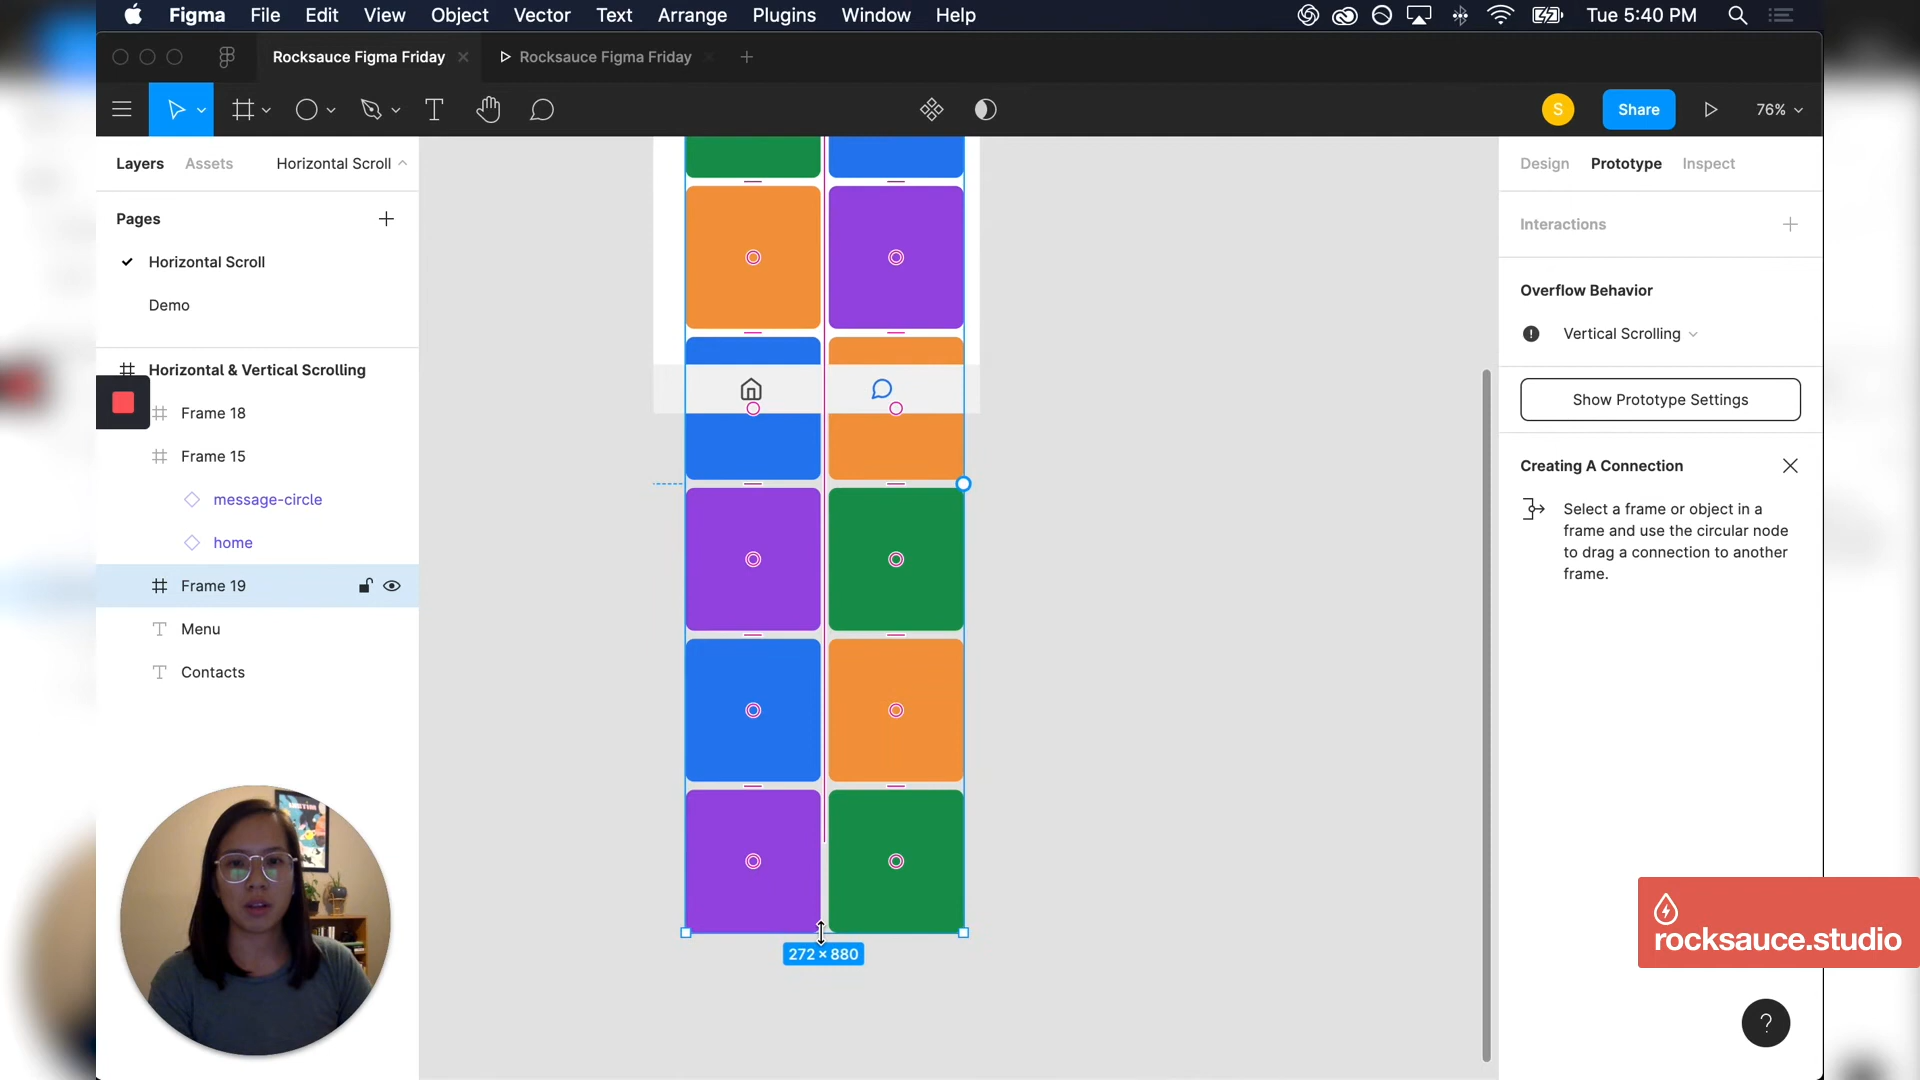 Figma File Edit View Object Vector Text Arrange Plugins Window Help Tue 5:40 PM
Rocksauce Figma Friday Rocksauce Figma Friday
S Share 76%
Layers Assets Horizontal Scroll
Pages
Horizontal Scroll
Demo
Horizontal & Vertical Scrolling
Frame 18
Frame 15
message-circle
home
Frame 19
Menu
Contacts
272 × 880
Design Prototype Inspect
Interactions
Overflow Behavior
Vertical Scrolling
Show Prototype Settings
Creating A Connection
Select a frame or object in a
frame and use the circular node
to drag a connection to another
frame.
rocksauce.studio
?